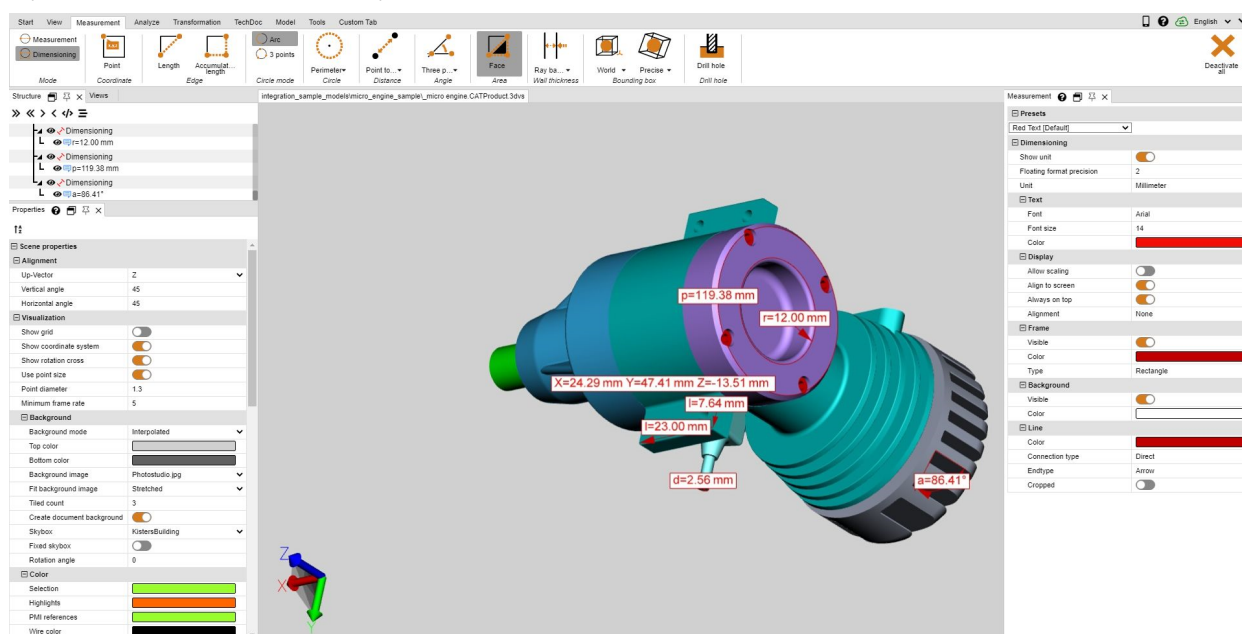 Start View Measurement Analyze Transformation TechDoc Model Tools Custom Tab English
Measurement
Dimensioning
Point
Length
Accumulat... length
Arc
3 points
Perimeter
Point to...
Three p...
Face
Ray ba...
World
Precise
Drill hole
Deactivate all
Mode Coordinate Edge Circle mode Circle Distance Angle Area Wall thickness Bounding box Drill hole
Structure Views
integration_sample_models\micro_engine_sample\_micro engine.CATProduct.3dvs
Dimensioning
r=12.00 mm
Dimensioning
p=119.38 mm
Dimensioning
a=86.41°
Properties
Scene properties
Alignment
Up-Vector Z
Vertical angle 45
Horizontal angle 45
Visualization
Show grid
Show coordinate system
Show rotation cross
Use point size
Point diameter 1.3
Minimum frame rate 5
Background
Background mode Interpolated
Top color
Bottom color
Background image Photostudio.jpg
Fit background image Stretched
Tiled count 3
Create document background
Skybox KistersBuilding
Fixed skybox
Rotation angle 0
Color
Selection
Highlights
PMI references
Wire color
p=119.38 mm
r=12.00 mm
X=24.29 mm Y=47.41 mm Z=-13.51 mm
l=7.64 mm
l=23.00 mm
d=2.56 mm
a=86.41°
Z
X
Y
Measurement
Presets
Red Text [Default]
Dimensioning
Show unit
Floating format precision 2
Unit Millimeter
Text
Font Arial
Font size 14
Color
Display
Allow scaling
Align to screen
Always on top
Alignment None
Frame
Visible
Color
Type Rectangle
Background
Visible
Color
Line
Color
Connection type Direct
Endtype Arrow
Cropped